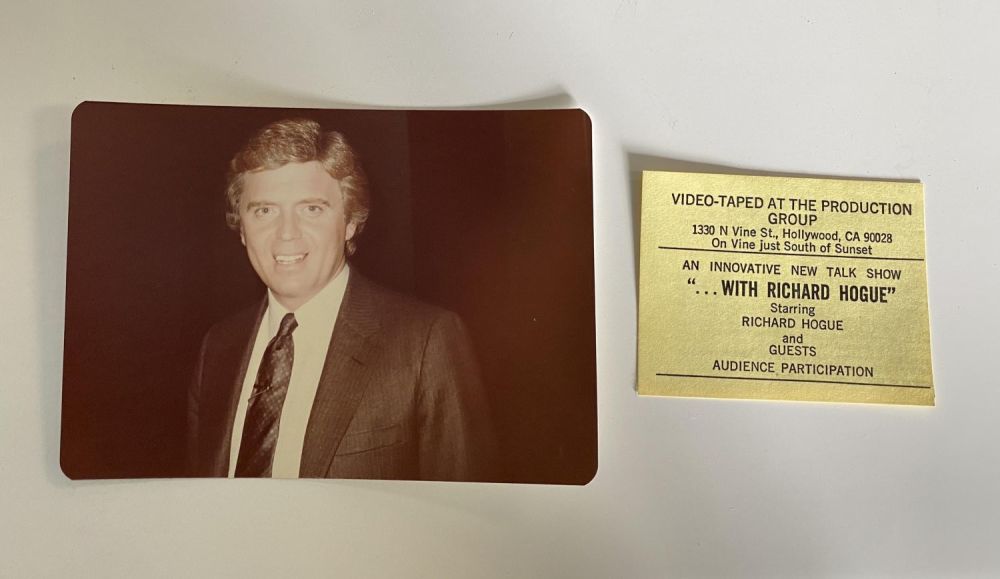 VIDEO-TAPED AT THE PRODUCTION
GROUP
1330 N Vine St., Hollywood, CA 90028
On Vine just South of Sunset
AN INNOVATIVE NEW TALK SHOW
“...WITH RICHARD HOGUE”
Starring
RICHARD HOGUE
and
GUESTS
AUDIENCE PARTICIPATION